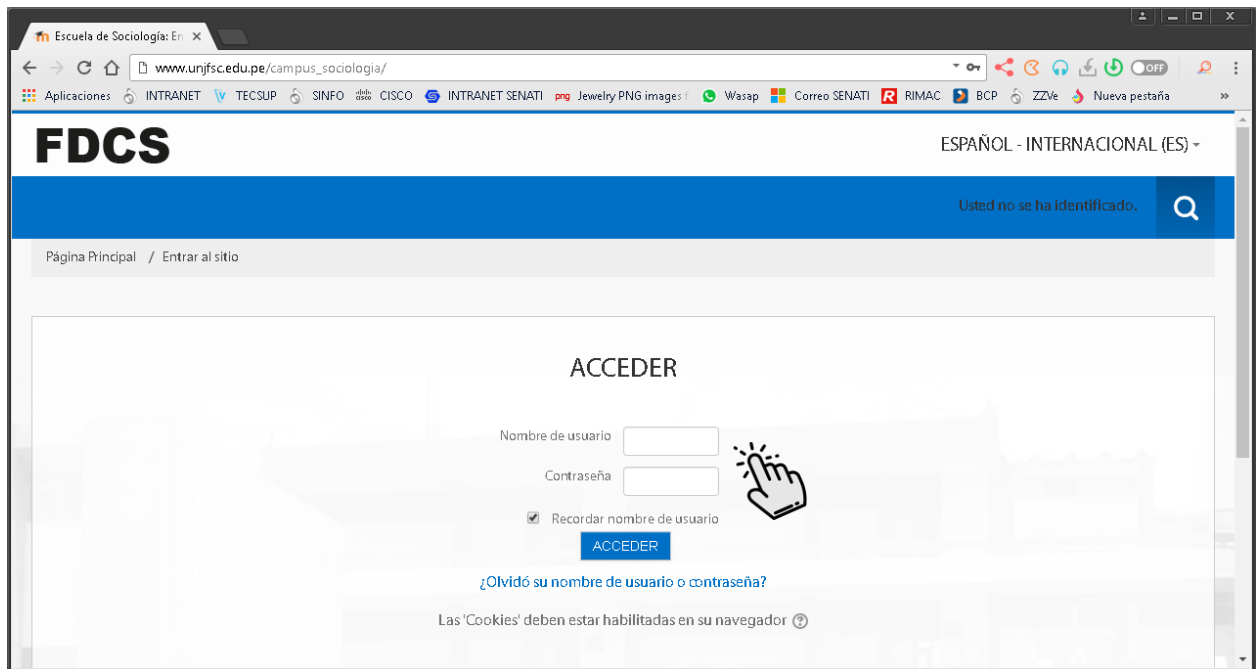 Escuela de Sociología: En
www.unjfsc.edu.pe/campus_sociologia/
OFF
Aplicaciones INTRANET TECSUP SINFO CISCO INTRANET SENATI png Jewelry PNG images f Wasap Correo SENATI R RIMAC BCP ZZVe Nueva pestaña »
FDCS
ESPAÑOL - INTERNACIONAL (ES)
Usted no se ha identificado.
Página Principal / Entrar al sitio
ACCEDER
Nombre de usuario
Contraseña
Recordar nombre de usuario
ACCEDER
¿Olvidó su nombre de usuario o contraseña?
Las 'Cookies' deben estar habilitadas en su navegador ?